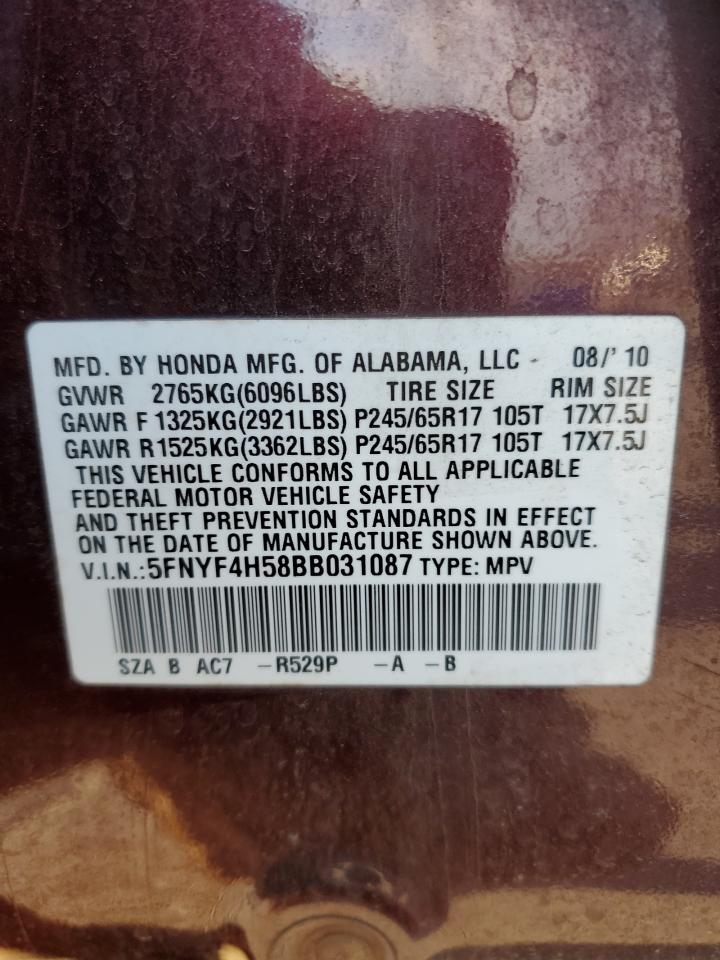 MFD. BY HONDA MFG. OF ALABAMA, LLC - 08/' 10
GVWR 2765KG(6096LBS) TIRE SIZE RIM SIZE
GAWR F 1325KG(2921LBS) P245/65R17 105T 17X7.5J
GAWR R1525KG(3362LBS) P245/65R17 105T 17X7.5J
THIS VEHICLE CONFORMS TO ALL APPLICABLE
FEDERAL MOTOR VEHICLE SAFETY
AND THEFT PREVENTION STANDARDS IN EFFECT
ON THE DATE OF MANUFACTURE SHOWN ABOVE.
V.I.N.:5FNYF4H58BB031087 TYPE: MPV
SZA B AC7 -R529P -A -B